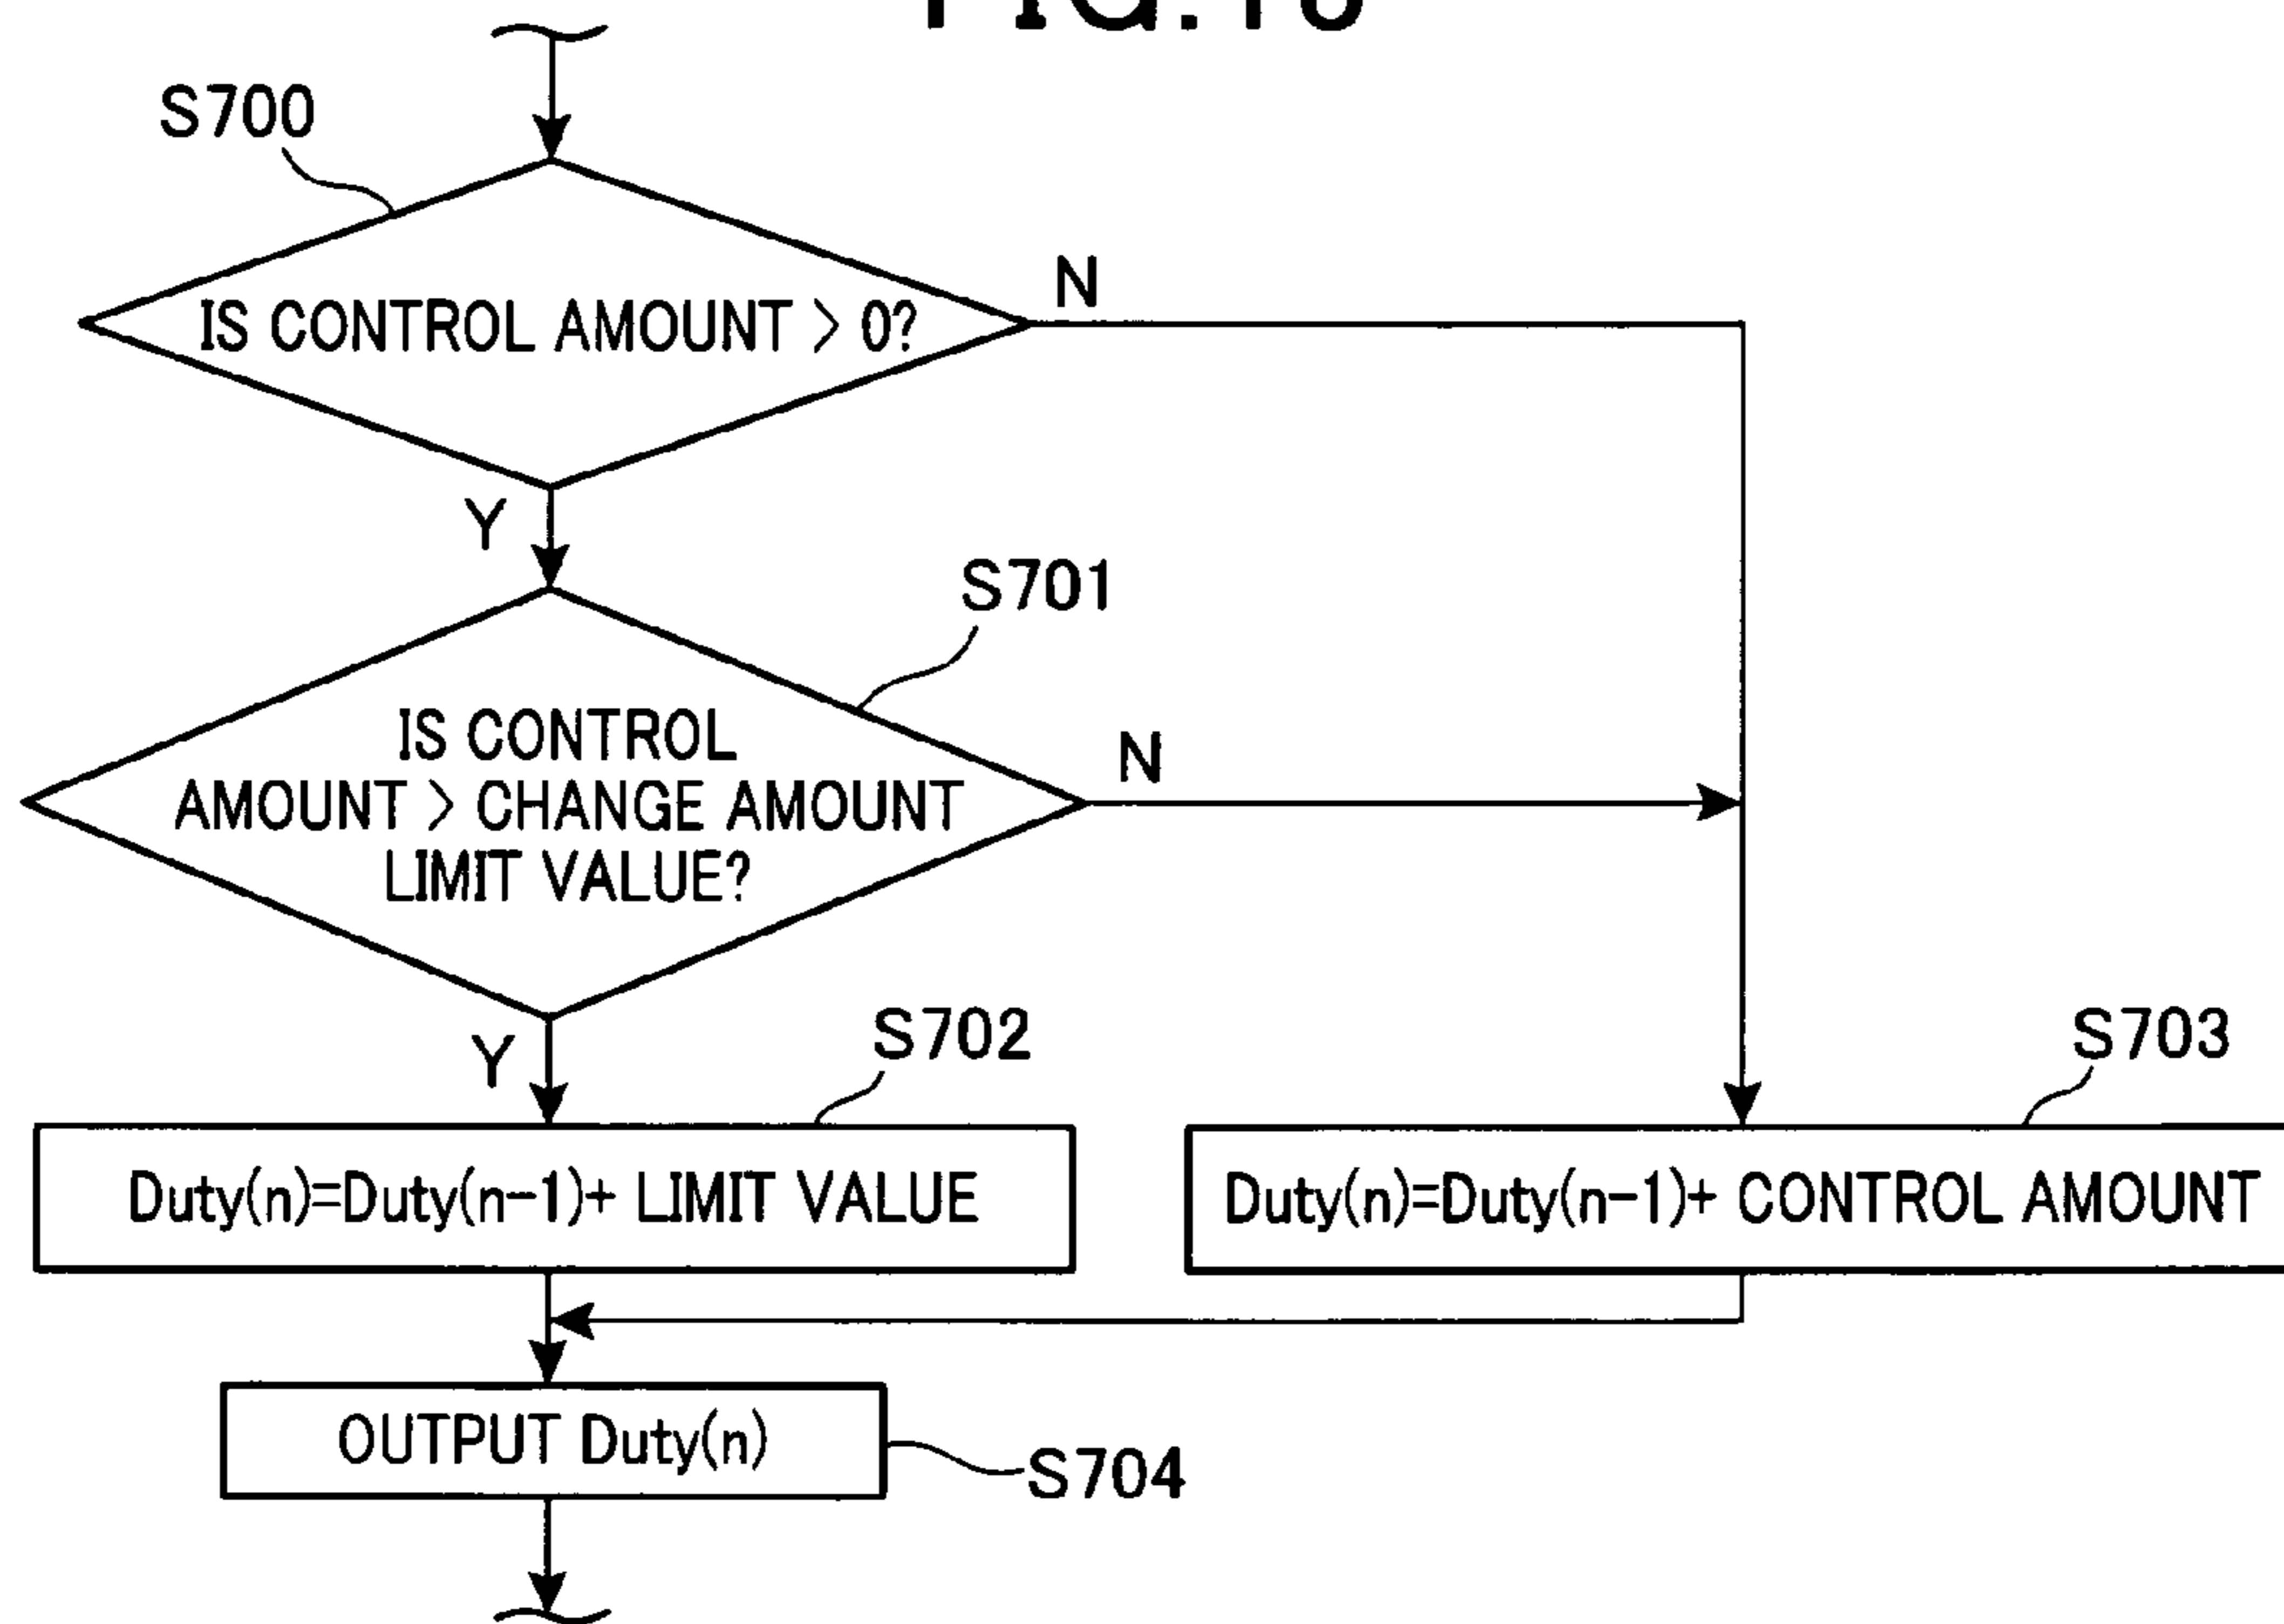 S700
IS CONTROL AMOUNT > 0?
N
Y
S701
IS CONTROL
AMOUNT > CHANGE AMOUNT
LIMIT VALUE?
N
Y
S702
S703
Duty(n)=Duty(n-1)+ LIMIT VALUE
Duty(n)=Duty(n-1)+ CONTROL AMOUNT
OUTPUT Duty(n)
S704